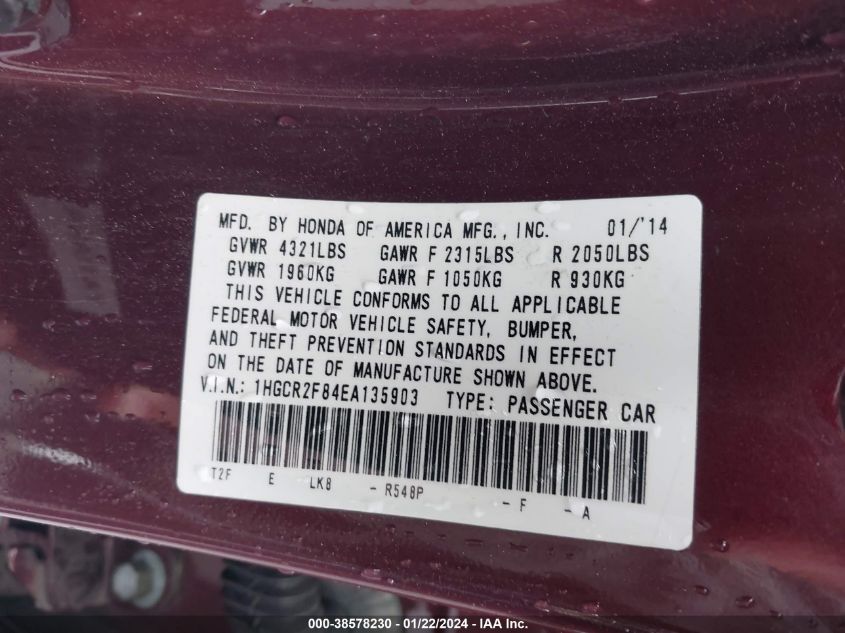 MFD. BY HONDA OF AMERICA MFG., INC. 01/'14
GVWR 4321LBS GAWR F 2315LBS R 2050LBS
GVWR 1960KG GAWR F 1050KG R 930KG
THIS VEHICLE CONFORMS TO ALL APPLICABLE
FEDERAL MOTOR VEHICLE SAFETY, BUMPER,
AND THEFT PREVENTION STANDARDS IN EFFECT
ON THE DATE OF MANUFACTURE SHOWN ABOVE.
V.I.N.: 1HGCR2F84EA135903 TYPE: PASSENGER CAR
T2F E LK8 - R548P - F - A
000-38578230 - 01/22/2024 - IAA Inc.